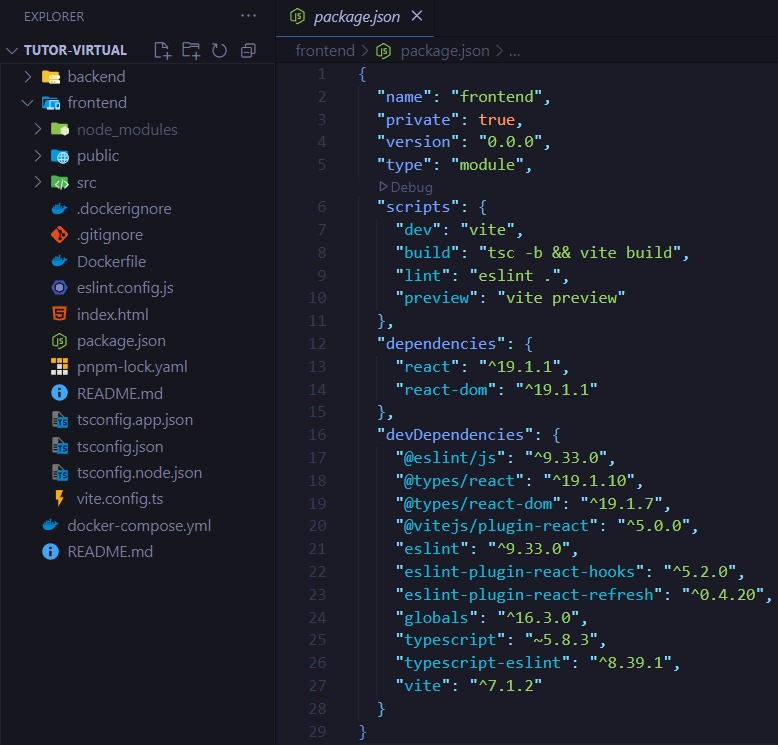 EXPLORER
···
TUTOR-VIRTUAL
backend
frontend
node_modules
public
src
.dockerignore
.gitignore
Dockerfile
eslint.config.js
index.html
package.json
pnpm-lock.yaml
README.md
tsconfig.app.json
tsconfig.json
tsconfig.node.json
vite.config.ts
docker-compose.yml
README.md
package.json
frontend > package.json > ...
1 {
2 "name": "frontend",
3 "private": true,
4 "version": "0.0.0",
5 "type": "module",
Debug
6 "scripts": {
7 "dev": "vite",
8 "build": "tsc -b && vite build",
9 "lint": "eslint .",
10 "preview": "vite preview"
11 },
12 "dependencies": {
13 "react": "^19.1.1",
14 "react-dom": "^19.1.1"
15 },
16 "devDependencies": {
17 "@eslint/js": "^9.33.0",
18 "@types/react": "^19.1.10",
19 "@types/react-dom": "^19.1.7",
20 "@vitejs/plugin-react": "^5.0.0",
21 "eslint": "^9.33.0",
22 "eslint-plugin-react-hooks": "^5.2.0",
23 "eslint-plugin-react-refresh": "^0.4.20",
24 "globals": "^16.3.0",
25 "typescript": "~5.8.3",
26 "typescript-eslint": "^8.39.1",
27 "vite": "^7.1.2"
28 }
29 }